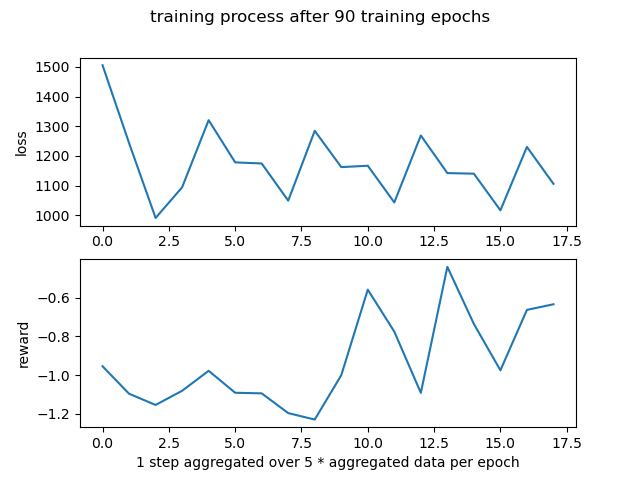 training process after 90 training epochs
1500
1400
1300
1200
1100
1000
loss
0.0 2.5 5.0 7.5 10.0 12.5 15.0 17.5
−0.6
−0.8
−1.0
−1.2
reward
0.0 2.5 5.0 7.5 10.0 12.5 15.0 17.5
1 step aggregated over 5 * aggregated data per epoch